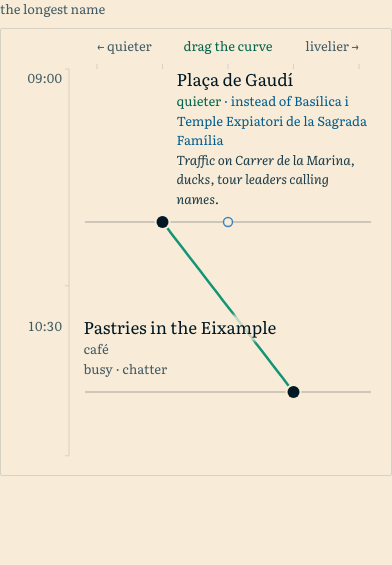 the longest name
← quieter drag the curve livelier →
09:00 Plaça de Gaudí
quieter · instead of Basílica i
Temple Expiatori de la Sagrada
Família
Traffic on Carrer de la Marina,
ducks, tour leaders calling
names.
10:30 Pastries in the Eixample
café
busy · chatter